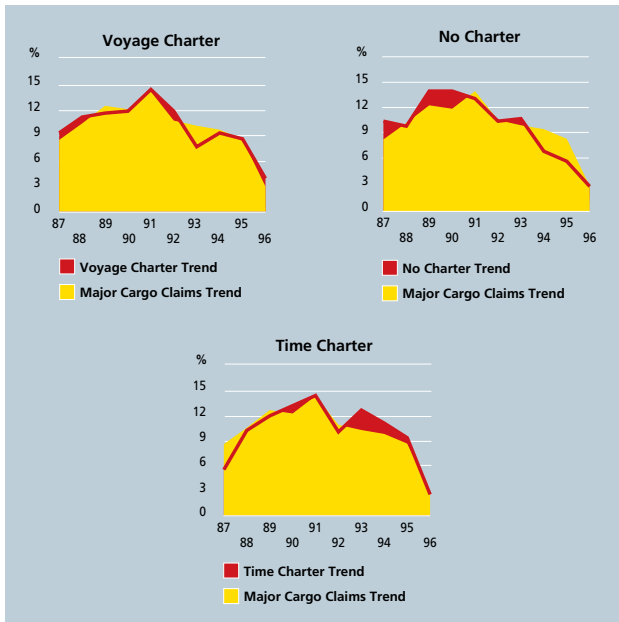 Voyage Charter
%
15
12
9
6
3
0
87 89 91 93 95
88 90 92 94 96
Voyage Charter Trend
Major Cargo Claims Trend
No Charter
%
15
12
9
6
3
0
87 89 91 93 95
88 90 92 94 96
No Charter Trend
Major Cargo Claims Trend
Time Charter
%
15
12
9
6
3
0
87 89 91 93 95
88 90 92 94 96
Time Charter Trend
Major Cargo Claims Trend